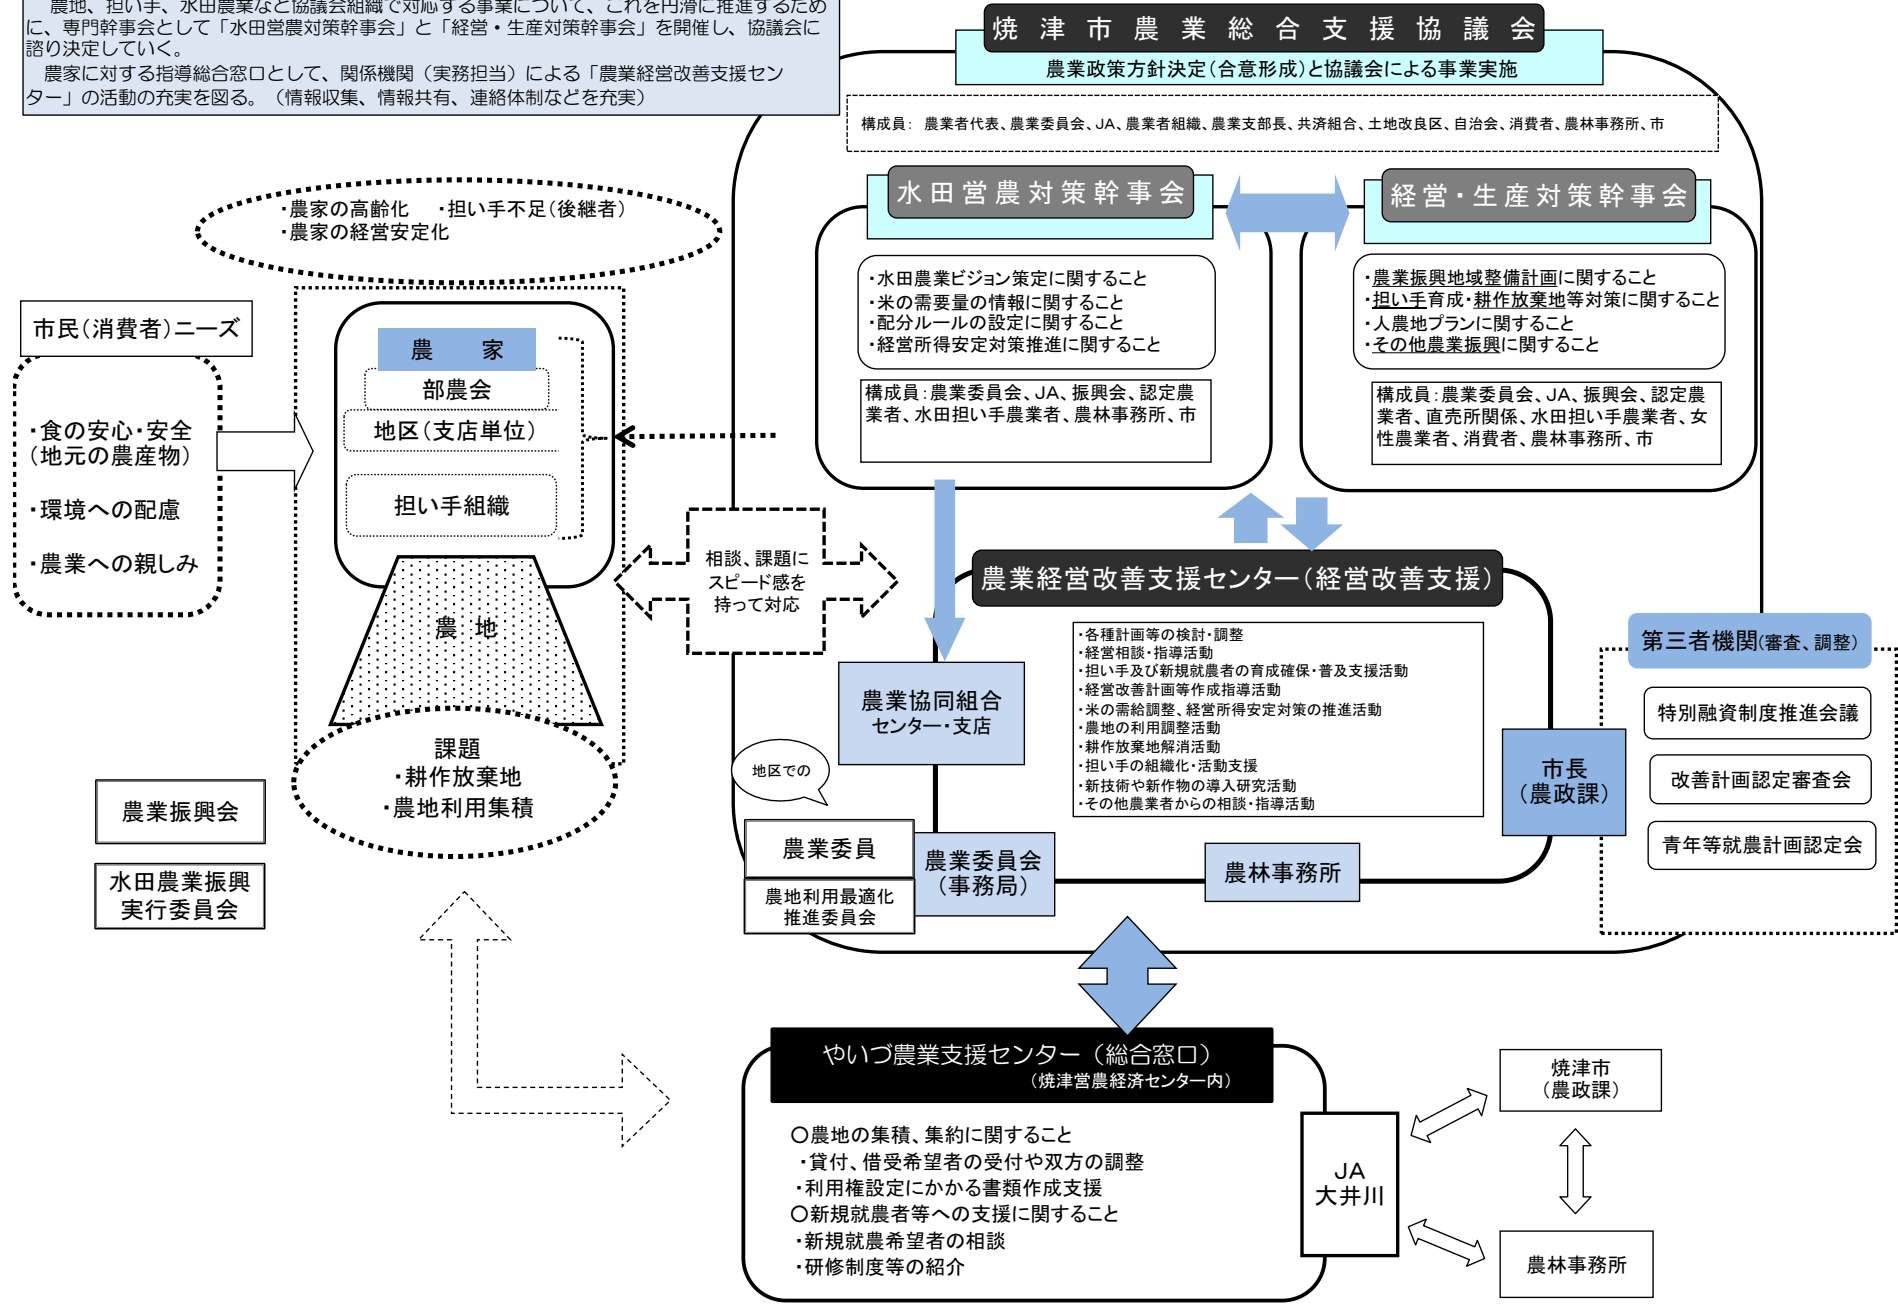 農地、担い手、水田農業など協議会組織で対応する事業について、これを円滑に推進するため
に、専門幹事会として「水田営農対策幹事会」と「経営・生産対策幹事会」を開催し、協議会に
諮り決定していく。
農家に対する指導総合窓口として、関係機関（実務担当）による「農業経営改善支援セン
ター」の活動の充実を図る。（情報収集、情報共有、連絡体制などを充実）
焼津市農業総合支援協議会
農業政策方針決定（合意形成）と協議会による事業実施
構成員：　農業者代表、農業委員会、JA、農業者組織、農業支部長、共済組合、土地改良区、自治会、消費者、農林事務所、市
水田営農対策幹事会
・水田農業ビジョン策定に関すること
・米の需要量の情報に関すること
・配分ルールの設定に関すること
・経営所得安定対策推進に関すること
構成員：農業委員会、JA、振興会、認定農
業者、水田担い手農業者、農林事務所、市
経営・生産対策幹事会
・農業振興地域整備計画に関すること
・担い手育成・耕作放棄地等対策に関すること
・人農地プランに関すること
・その他農業振興に関すること
構成員：農業委員会、JA、振興会、認定農
業者、直売所関係、水田担い手農業者、女
性農業者、消費者、農林事務所、市
・農家の高齢化　・担い手不足（後継者）
・農家の経営安定化
市民（消費者）ニーズ
・食の安心・安全
（地元の農産物）
・環境への配慮
・農業への親しみ
農　家
部農会
地区（支店単位）
担い手組織
農 地
課題
・耕作放棄地
・農地利用集積
農業振興会
水田農業振興
実行委員会
相談、課題に
スピード感を
持って対応
農業経営改善支援センター（経営改善支援）
・各種計画等の検討・調整
・経営相談・指導活動
・担い手及び新規就農者の育成確保・普及支援活動
・経営改善計画等作成指導活動
・米の需給調整、経営所得安定対策の推進活動
・農地の利用調整活動
・耕作放棄地解消活動
・担い手の組織化・活動支援
・新技術や新作物の導入研究活動
・その他農業者からの相談・指導活動
農業協同組合
センター・支店
地区での
農業委員
農地利用最適化
推進委員会
農業委員会
（事務局）
農林事務所
市長
（農政課）
第三者機関（審査、調整）
特別融資制度推進会議
改善計画認定審査会
青年等就農計画認定会
やいづ農業支援センター（総合窓口）
（焼津営農経済センター内）
〇農地の集積、集約に関すること
・貸付、借受希望者の受付や双方の調整
・利用権設定にかかる書類作成支援
〇新規就農者等への支援に関すること
・新規就農希望者の相談
・研修制度等の紹介
JA
大井川
焼津市
（農政課）
農林事務所